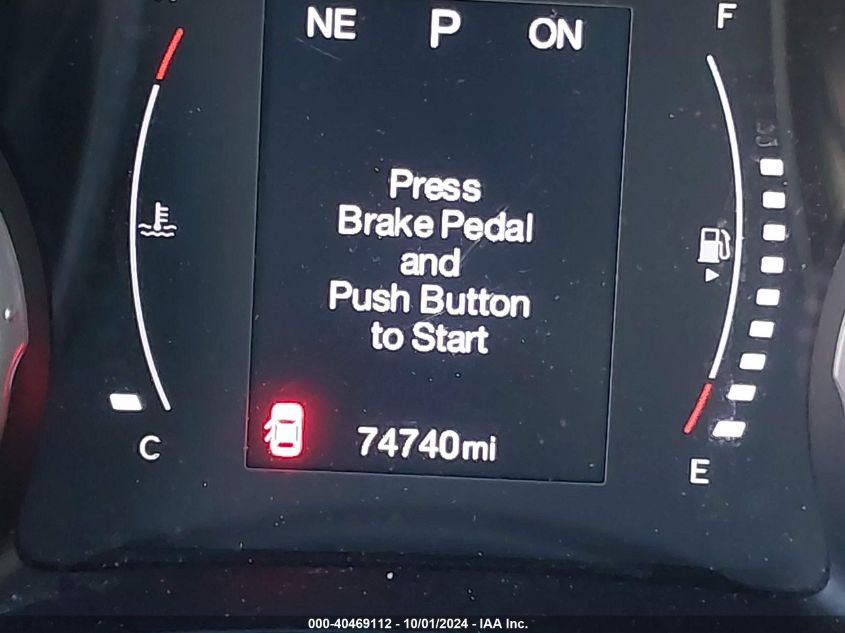 NE P ON
F
Press
Brake Pedal
and
Push Button
to Start
74740mi
C
E
000-40469112 - 10/01/2024 - IAA Inc.